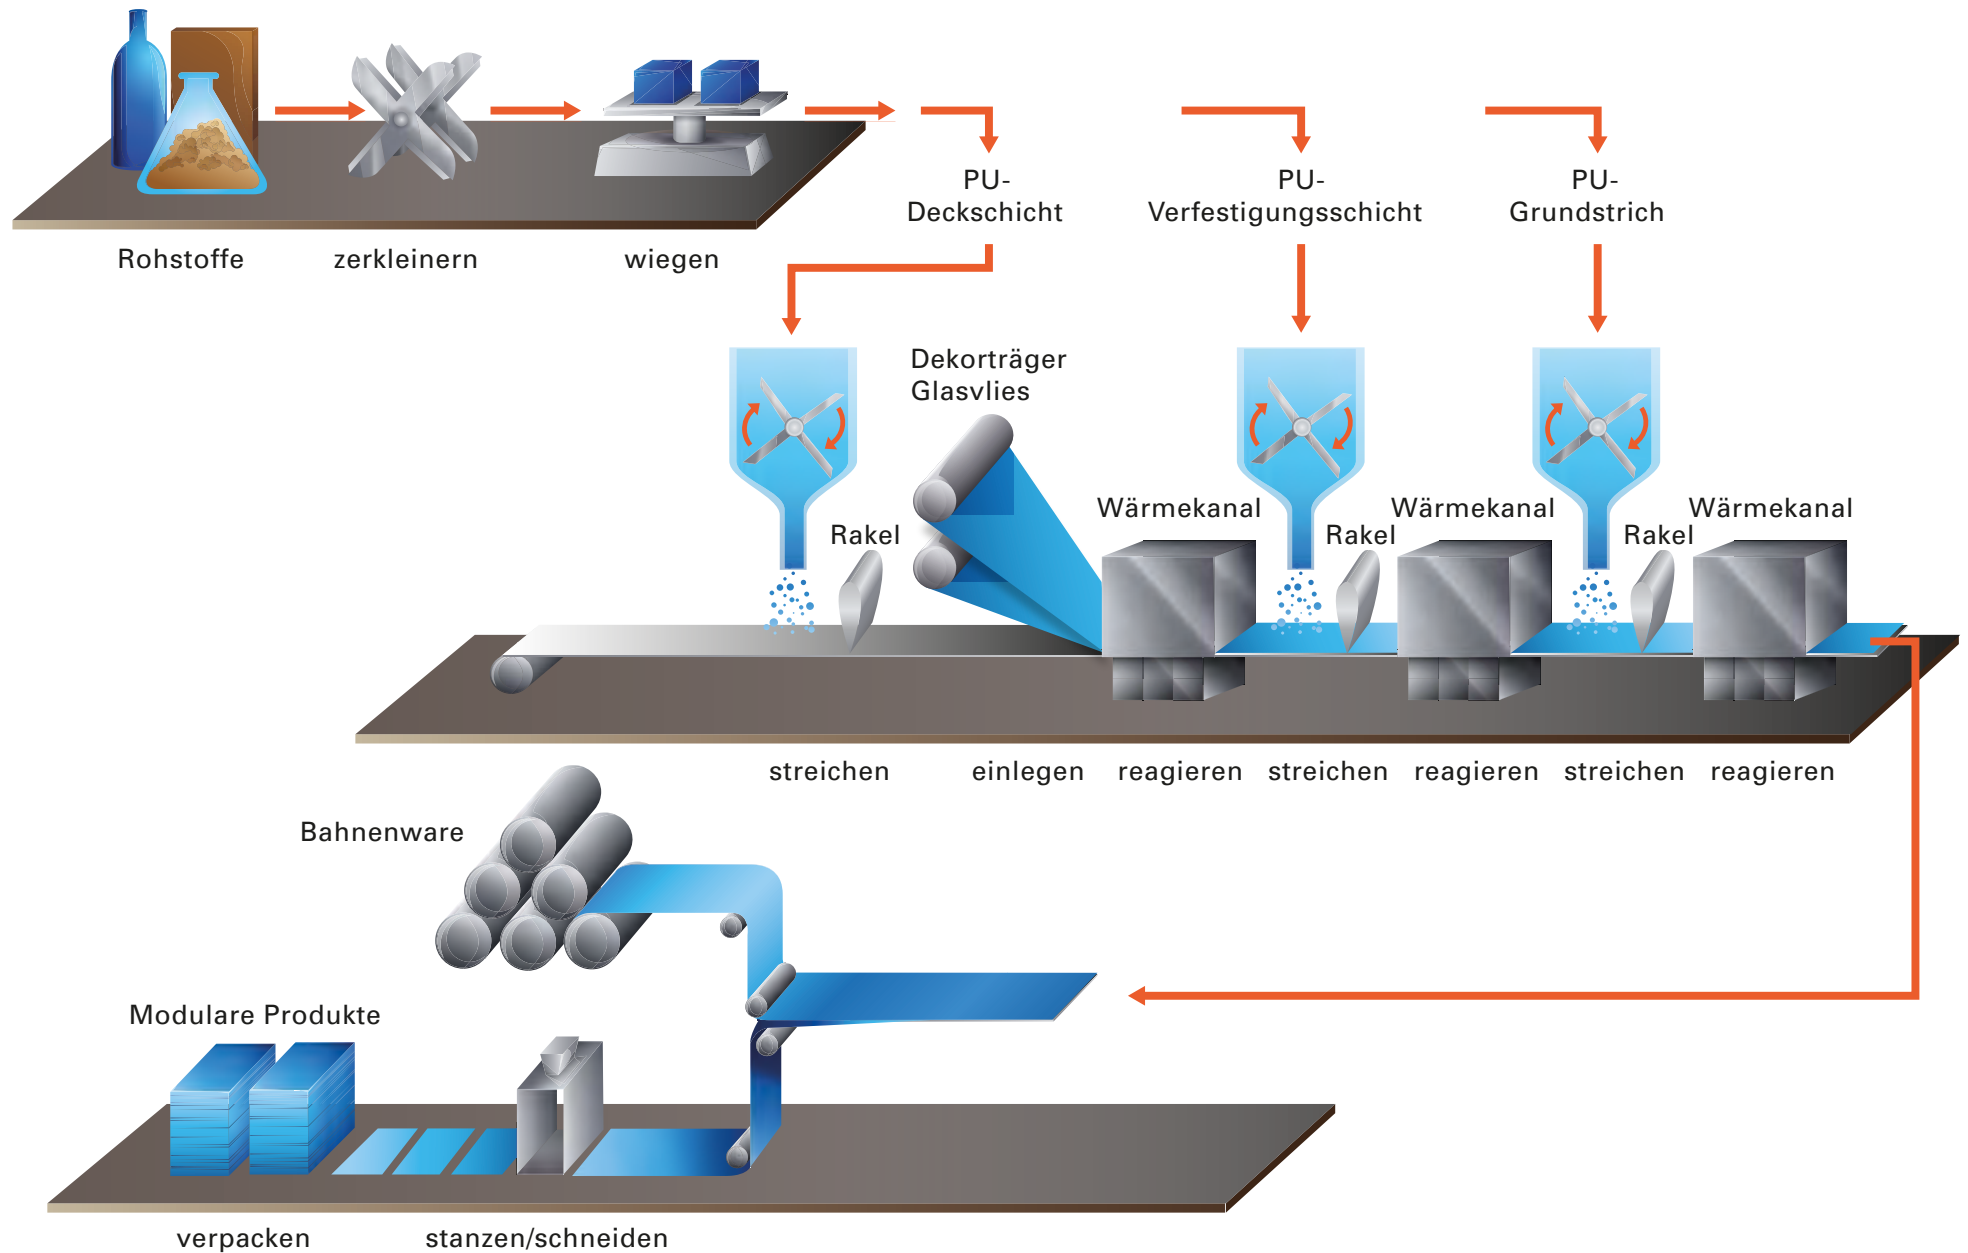 PU-
Deckschicht
PU-
Verfestigungsschicht
PU-
Grundstrich
Rohstoffe
zerkleinern
wiegen
Dekorträger
Glasvlies
Rakel
Wärmekanal
Rakel
Wärmekanal
Rakel
Wärmekanal
streichen
einlegen
reagieren
streichen
reagieren
streichen
reagieren
Bahnenware
Modulare Produkte
verpacken
stanzen/schneiden